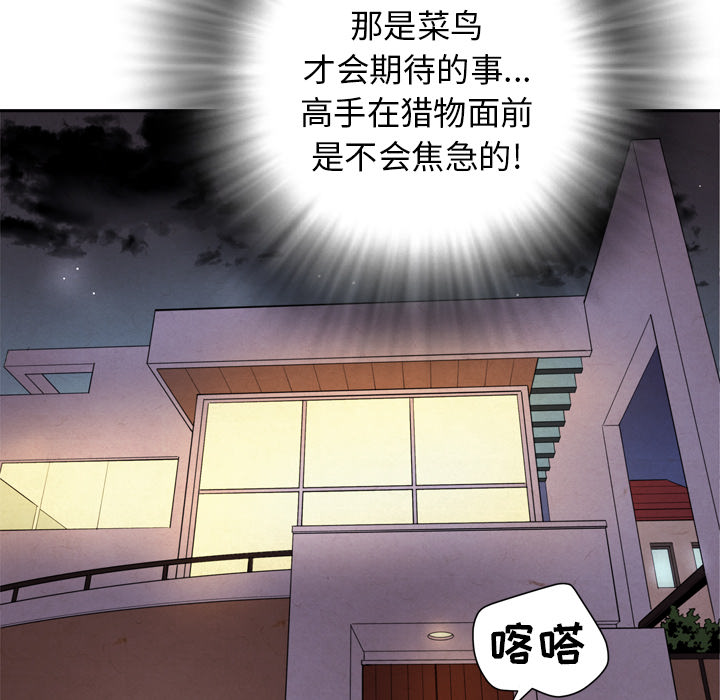 那是菜鸟
才会期待的事...
高手在猎物面前
是不会焦急的!
喀嗒